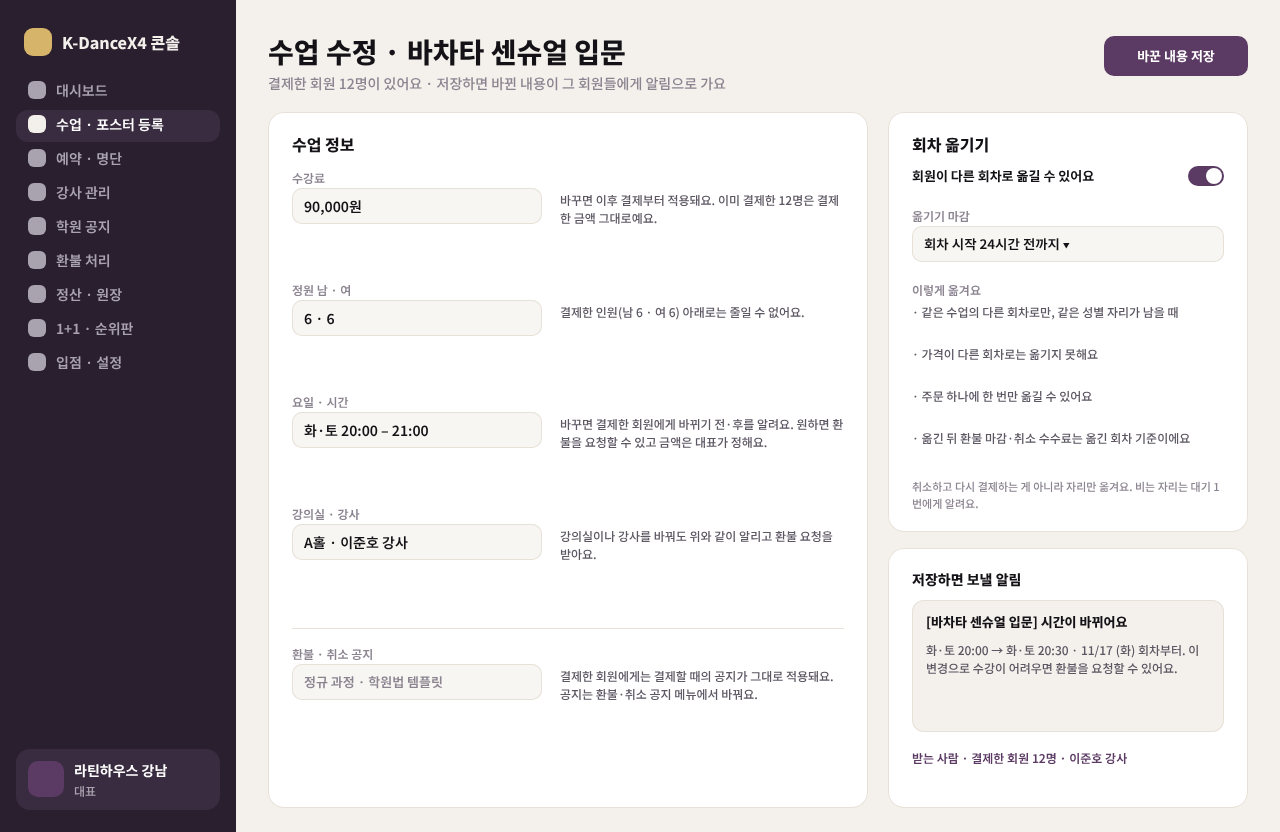 K-DanceX4 콘솔
대시보드
수업 · 포스터 등록
예약 · 명단
강사 관리
학원 공지
환불 처리
정산 · 원장
1+1 · 순위판
입점 · 설정
라틴하우스 강남
대표
수업 수정 · 바차타 센슈얼 입문
결제한 회원 12명이 있어요 · 저장하면 바뀐 내용이 그 회원들에게 알림으로 가요
바꾼 내용 저장
수업 정보
수강료
90,000원
바꾸면 이후 결제부터 적용돼요. 이미 결제한 12명은 결제
한 금액 그대로예요.
정원 남 · 여
6 · 6
결제한 인원(남 6 · 여 6) 아래로는 줄일 수 없어요.
요일 · 시간
화·토 20:00 – 21:00
바꾸면 결제한 회원에게 바뀌기 전·후를 알려요. 원하면 환
불을 요청할 수 있고 금액은 대표가 정해요.
강의실 · 강사
A홀 · 이준호 강사
강의실이나 강사를 바꿔도 위와 같이 알리고 환불 요청을
받아요.
환불 · 취소 공지
정규 과정 · 학원법 템플릿
결제한 회원에게는 결제할 때의 공지가 그대로 적용돼요.
공지는 환불·취소 공지 메뉴에서 바꿔요.
회차 옮기기
회원이 다른 회차로 옮길 수 있어요
옮기기 마감
회차 시작 24시간 전까지 ▾
이렇게 옮겨요
· 같은 수업의 다른 회차로만, 같은 성별 자리가 남을 때
· 가격이 다른 회차로는 옮기지 못해요
· 주문 하나에 한 번만 옮길 수 있어요
· 옮긴 뒤 환불 마감·취소 수수료는 옮긴 회차 기준이에요
취소하고 다시 결제하는 게 아니라 자리만 옮겨요. 비는 자리는 대기 1
번에게 알려요.
저장하면 보낼 알림
[바차타 센슈얼 입문] 시간이 바뀌어요
화·토 20:00 → 화·토 20:30 · 11/17 (화) 회차부터. 이
변경으로 수강이 어려우면 환불을 요청할 수 있어요.
받는 사람 · 결제한 회원 12명 · 이준호 강사